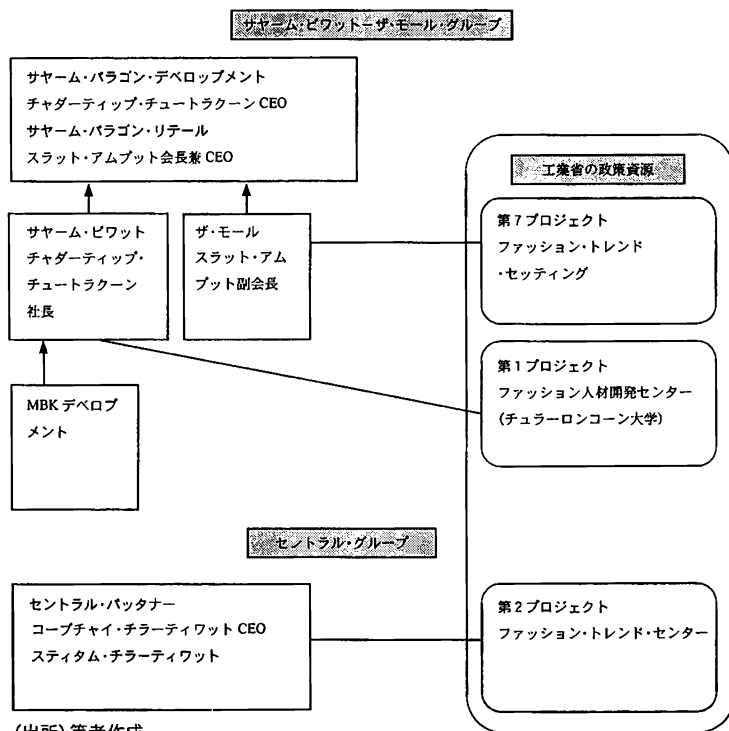 サヤーム・ピワットーザ・モール・グループ
サヤーム・パラゴン・デベロップメント
チャダーティップ・チュートラクーン CEO
サヤーム・パラゴン・リテール
スラット・アムプット会長兼 CEO
工業省の政策資源
サヤーム・ピワット
チャダーティップ・
チュートラクーン
社長
ザ・モール
スラット・アム
プット副会長
第7プロジェクト
ファッション・トレンド
・セッティング
第1プロジェクト
ファッション人材開発センター
(チュラーロンコーン大学)
MBK デベロプ
メント
セントラル・グループ
セントラル・パッタナー
コープチャイ・チラーティワット CEO
スティタム・チラーティワット
第2プロジェクト
ファッション・トレンド・センター
(出所) 筆者作成